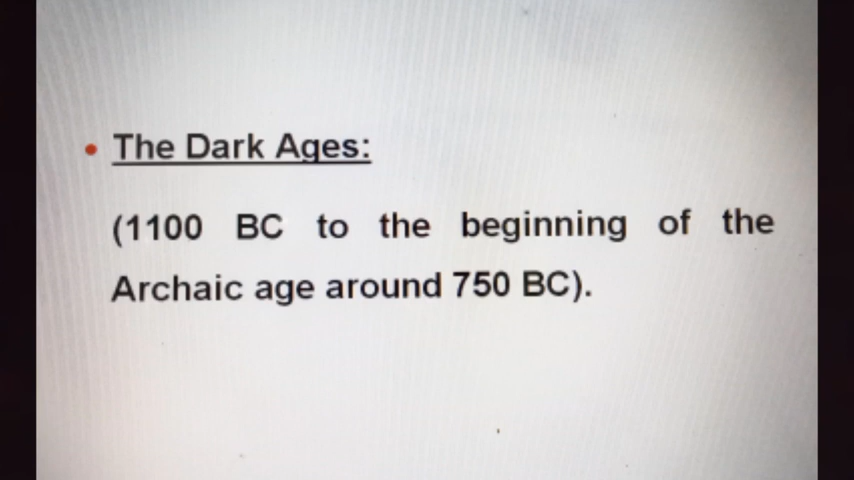 • The Dark Ages:
(1100 BC to the beginning of the
Archaic age around 750 BC).